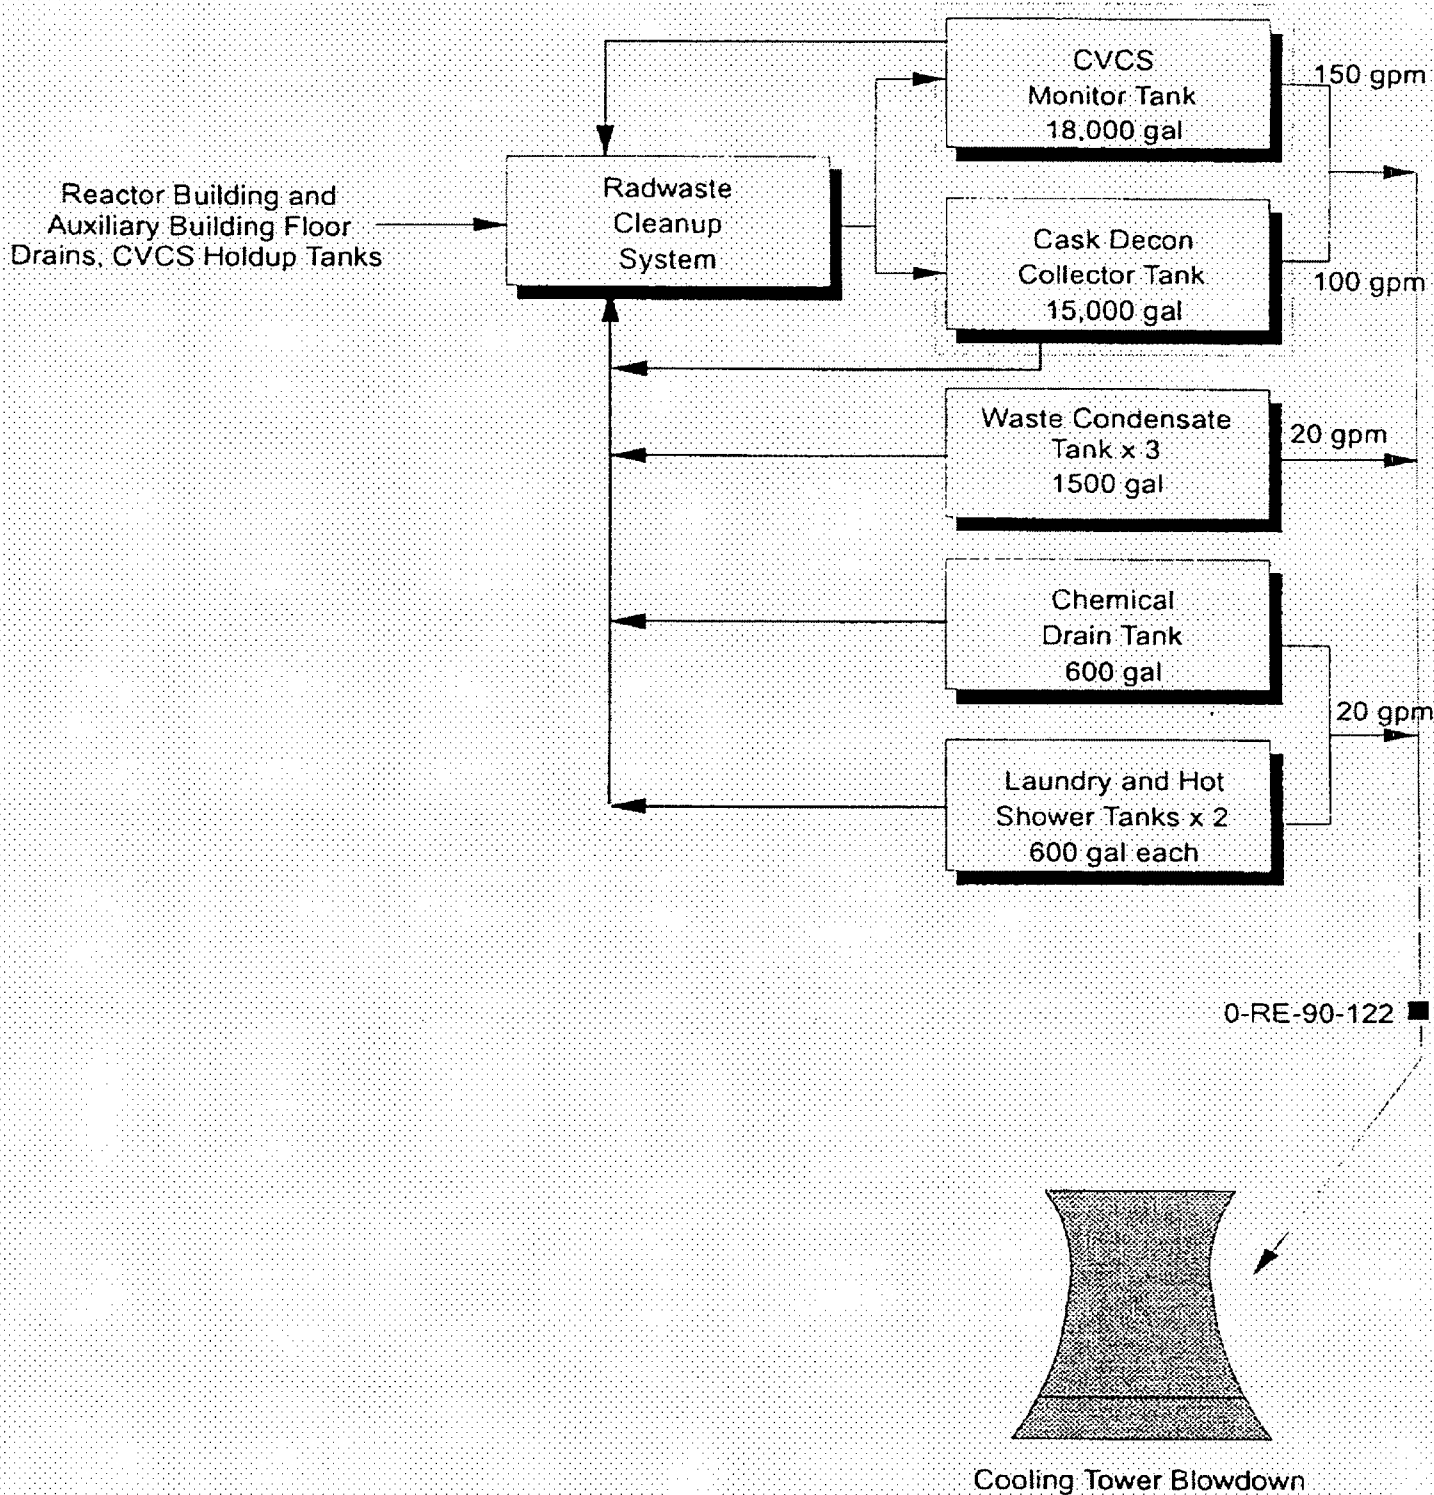 CVCS
Monitor Tank
18,000 gal
150 gpm
Reactor Building and
Auxiliary Building Floor
Drains, CVCS Holdup Tanks
Radwaste
Cleanup
System
Cask Decon
Collector Tank
15,000 gal
100 gpm
Waste Condensate
Tank x 3
1500 gal
20 gpm
Chemical
Drain Tank
600 gal
20 gpm
Laundry and Hot
Shower Tanks x 2
600 gal each
0-RE-90-122
Cooling Tower Blowdown